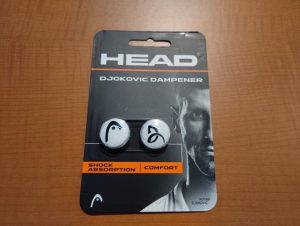 HEAD
DJOKOVIC DAMPENER
SHOCK
ABSORPTION
COMFORT